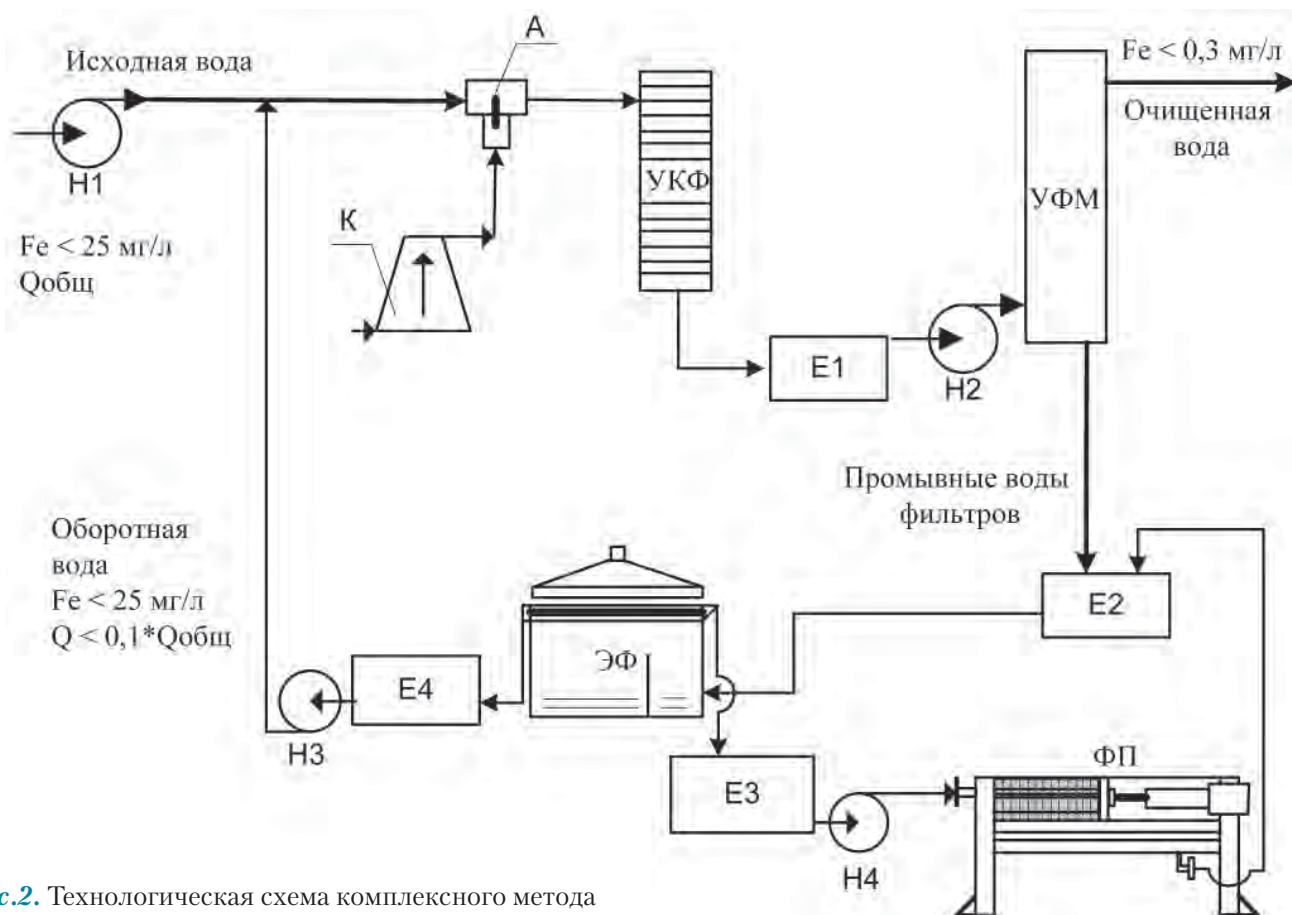 А
Исходная вода
Н1
Fe < 25 мг/л
Qобщ
К
УКФ
Е1
Н2
УФМ
Fe < 0,3 мг/л
Очищенная
вода
Промывные воды
фильтров
Е2
Оборотная
вода
Fe < 25 мг/л
Q < 0,1*Qобщ
Н3
Е4
ЭФ
Е3
Н4
ФП
с.2. Технологическая схема комплексного метода